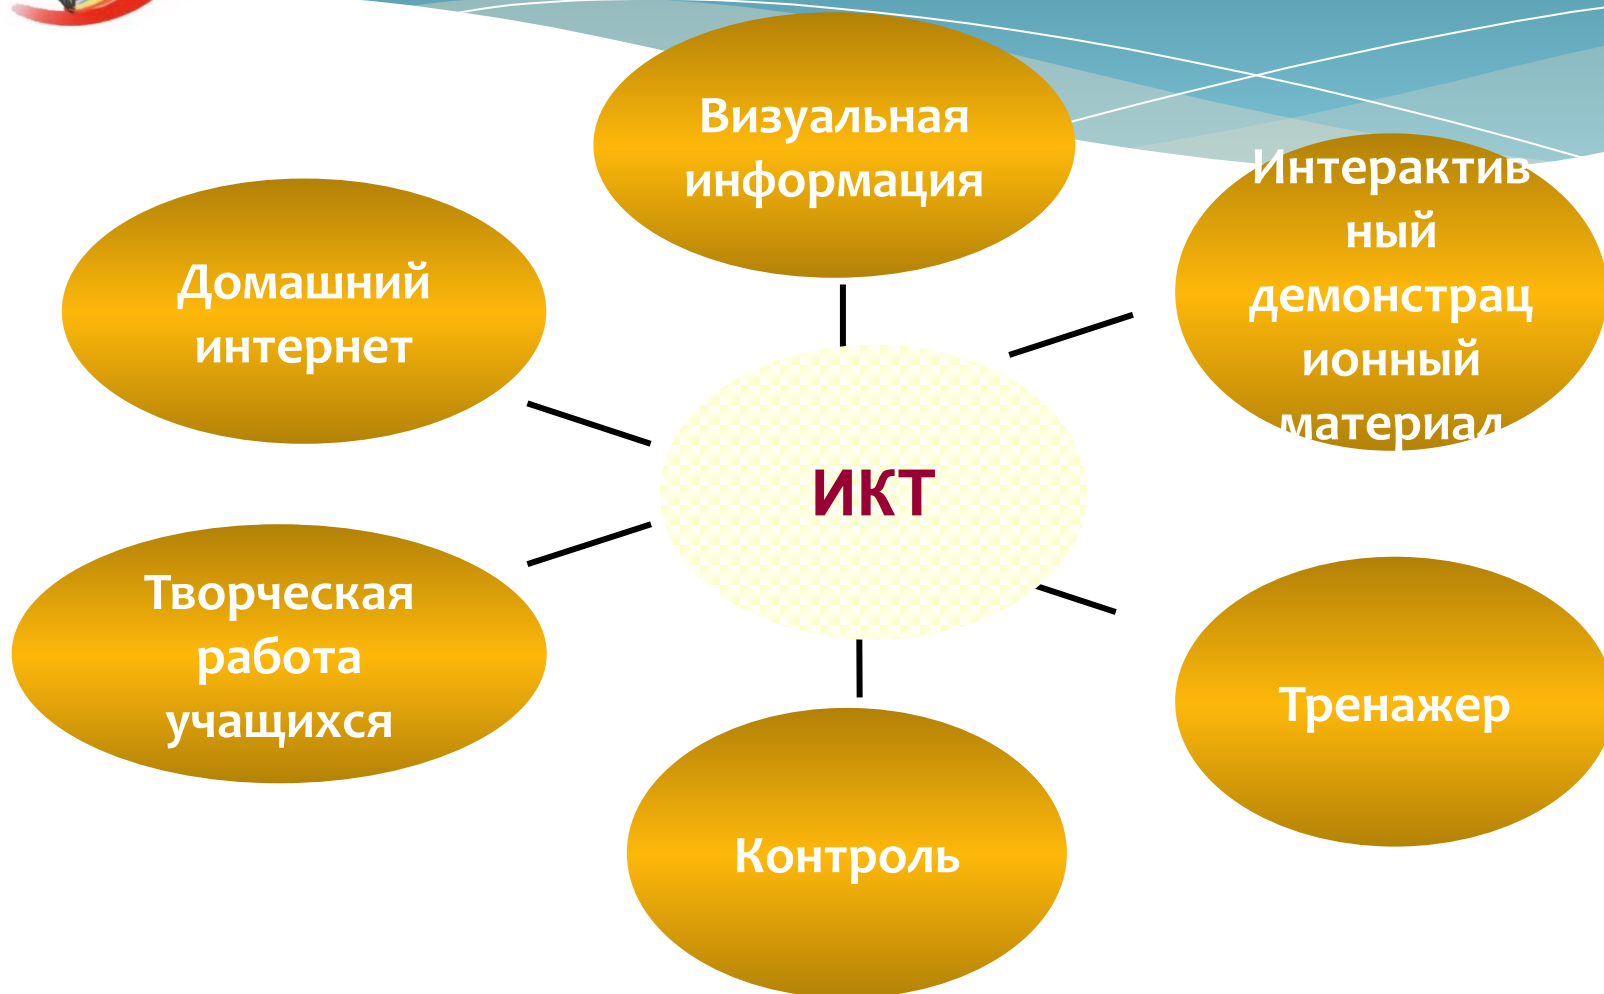 Визуальная
информация
Интерактив
ный
демонстрац
ионный
материал
Домашний
интернет
ИКТ
Творческая
работа
учащихся
Тренажер
Контроль